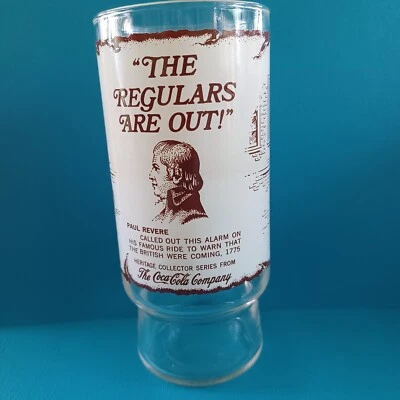 "THE
REGULARS
ARE OUT!"
PAUL REVERE
CALLED OUT THIS ALARM ON
HIS FAMOUS RIDE TO WARN THAT
THE BRITISH WERE COMING, 1775
HERITAGE COLLECTOR SERIES FROM
The Coca-Cola Company